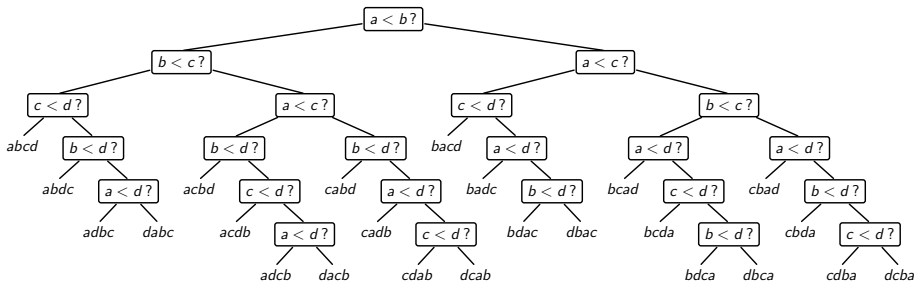 a < b ?
b < c ? a < c ?
c < d ? a < c ? c < d ? b < c ?
abcd b < d ? b < d ? b < d ? bacd a < d ? a < d ? a < d ?
abdc a < d ? acbd c < d ? cabd a < d ? badc b < d ? bcad c < d ? cbad b < d ?
adbc dabc acdb a < d ? cadb c < d ? bdac dbac bcda b < d ? cbda c < d ?
adcb dacb cdab dcab bdca dbca cdba dcba